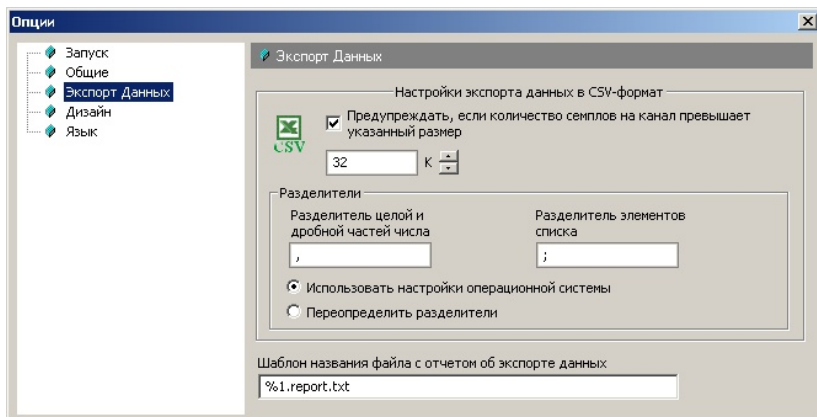 Опции
Запуск
Общие
Экспорт Данных
Дизайн
Язык
Экспорт Данных
Настройки экспорта данных в CSV-формат
CSV
Предупреждать, если количество семплов на канал превышает
указанный размер
32 К
Разделители
Разделитель целой и
дробной частей числа
,
Разделитель элементов
списка
;
Использовать настройки операционной системы
Переопределить разделители
Шаблон названия файла с отчетом об экспорте данных
%1.report.txt